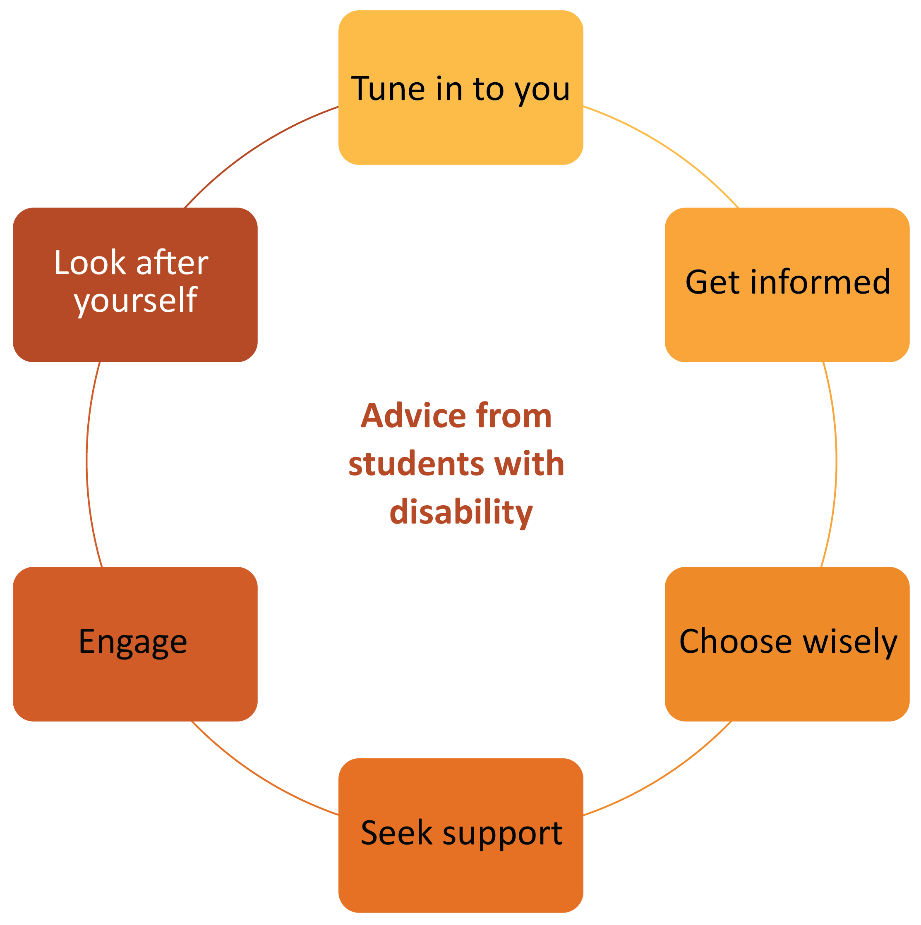 Tune in to you
Get informed
Choose wisely
Seek support
Engage
Look after
yourself
Advice from
students with
disability